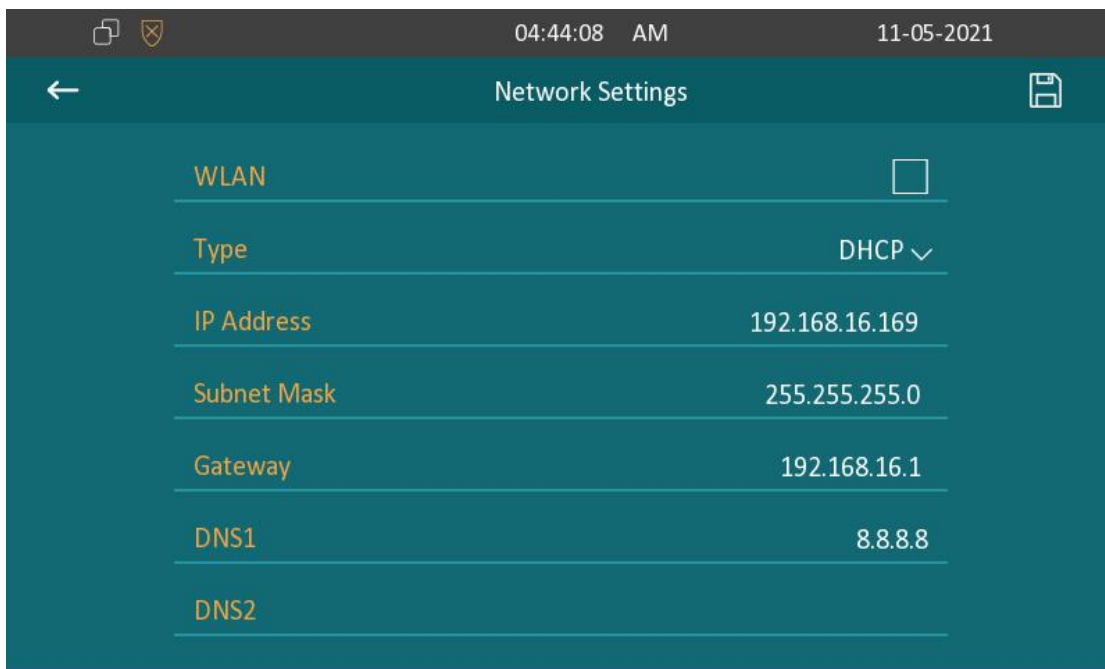 04:44:08 AM 11-05-2021
Network Settings
WLAN
Type DHCP
IP Address 192.168.16.169
Subnet Mask 255.255.255.0
Gateway 192.168.16.1
DNS1 8.8.8.8
DNS2